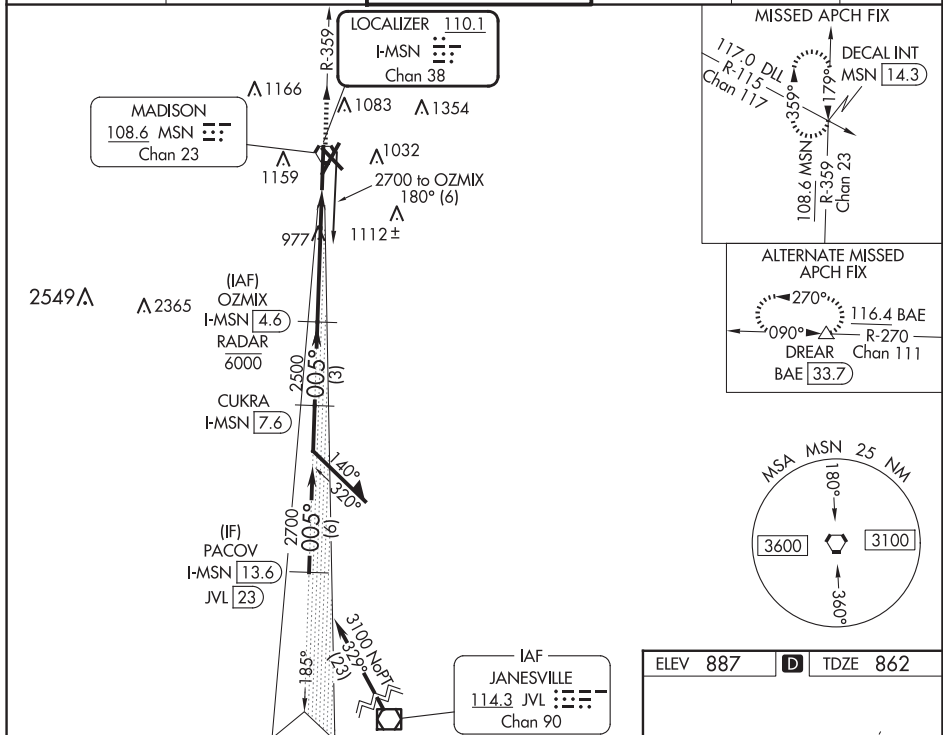 LOCALIZER 110.1
I-MSN
Chan 38
R-359
MADISON
108.6 MSN
Chan 23
1166
1083
1354
1159
1032
2700 to OZMIX
180° (6)
977
1112 ±
2549
2365
(IAF)
OZMIX
I-MSN 4.6
RADAR
6000
2500
005°
(3)
CUKRA
I-MSN 7.6
140°
320°
2700
005°
(6)
(IF)
PACOV
I-MSN 13.6
JVL 23
185°
3100 NoPT
329°
(23)
IAF
JANESVILLE
114.3 JVL
Chan 90
MISSED APCH FIX
117.0 DLL
R-115
Chan 117
359°
179°
DECAL INT
MSN 14.3
108.6 MSN
R-359
Chan 23
ALTERNATE MISSED
APCH FIX
270°
090°
116.4 BAE
R-270
Chan 111
DREAR
BAE 33.7
MSA MSN 25 NM
180°
3600
3100
360°
ELEV 887 D TDZE 862